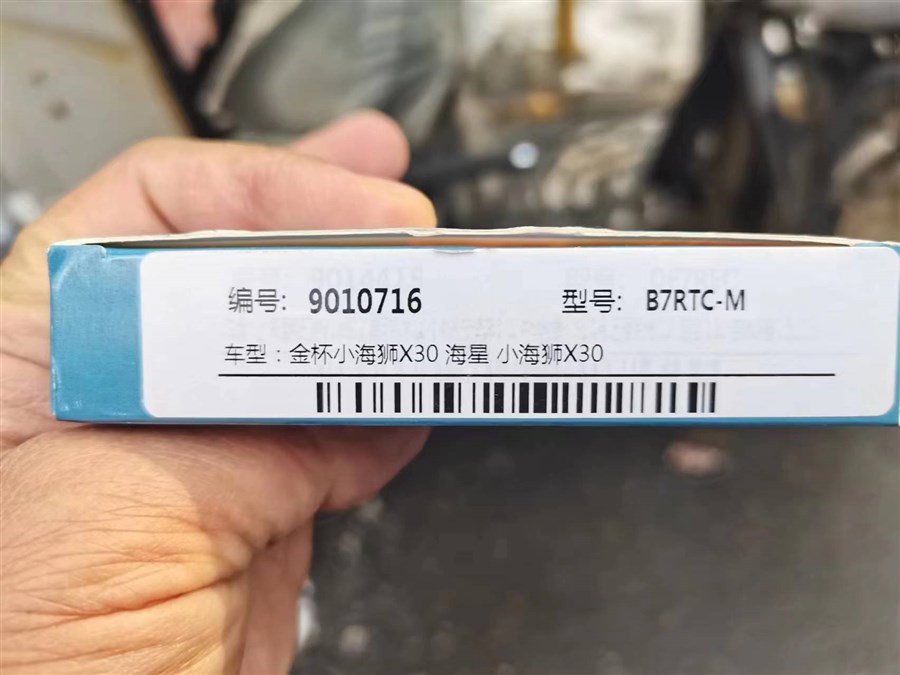 编号: 9010716 型号: B7RTC-M
车型：金杯小海狮X30 海星 小海狮X30